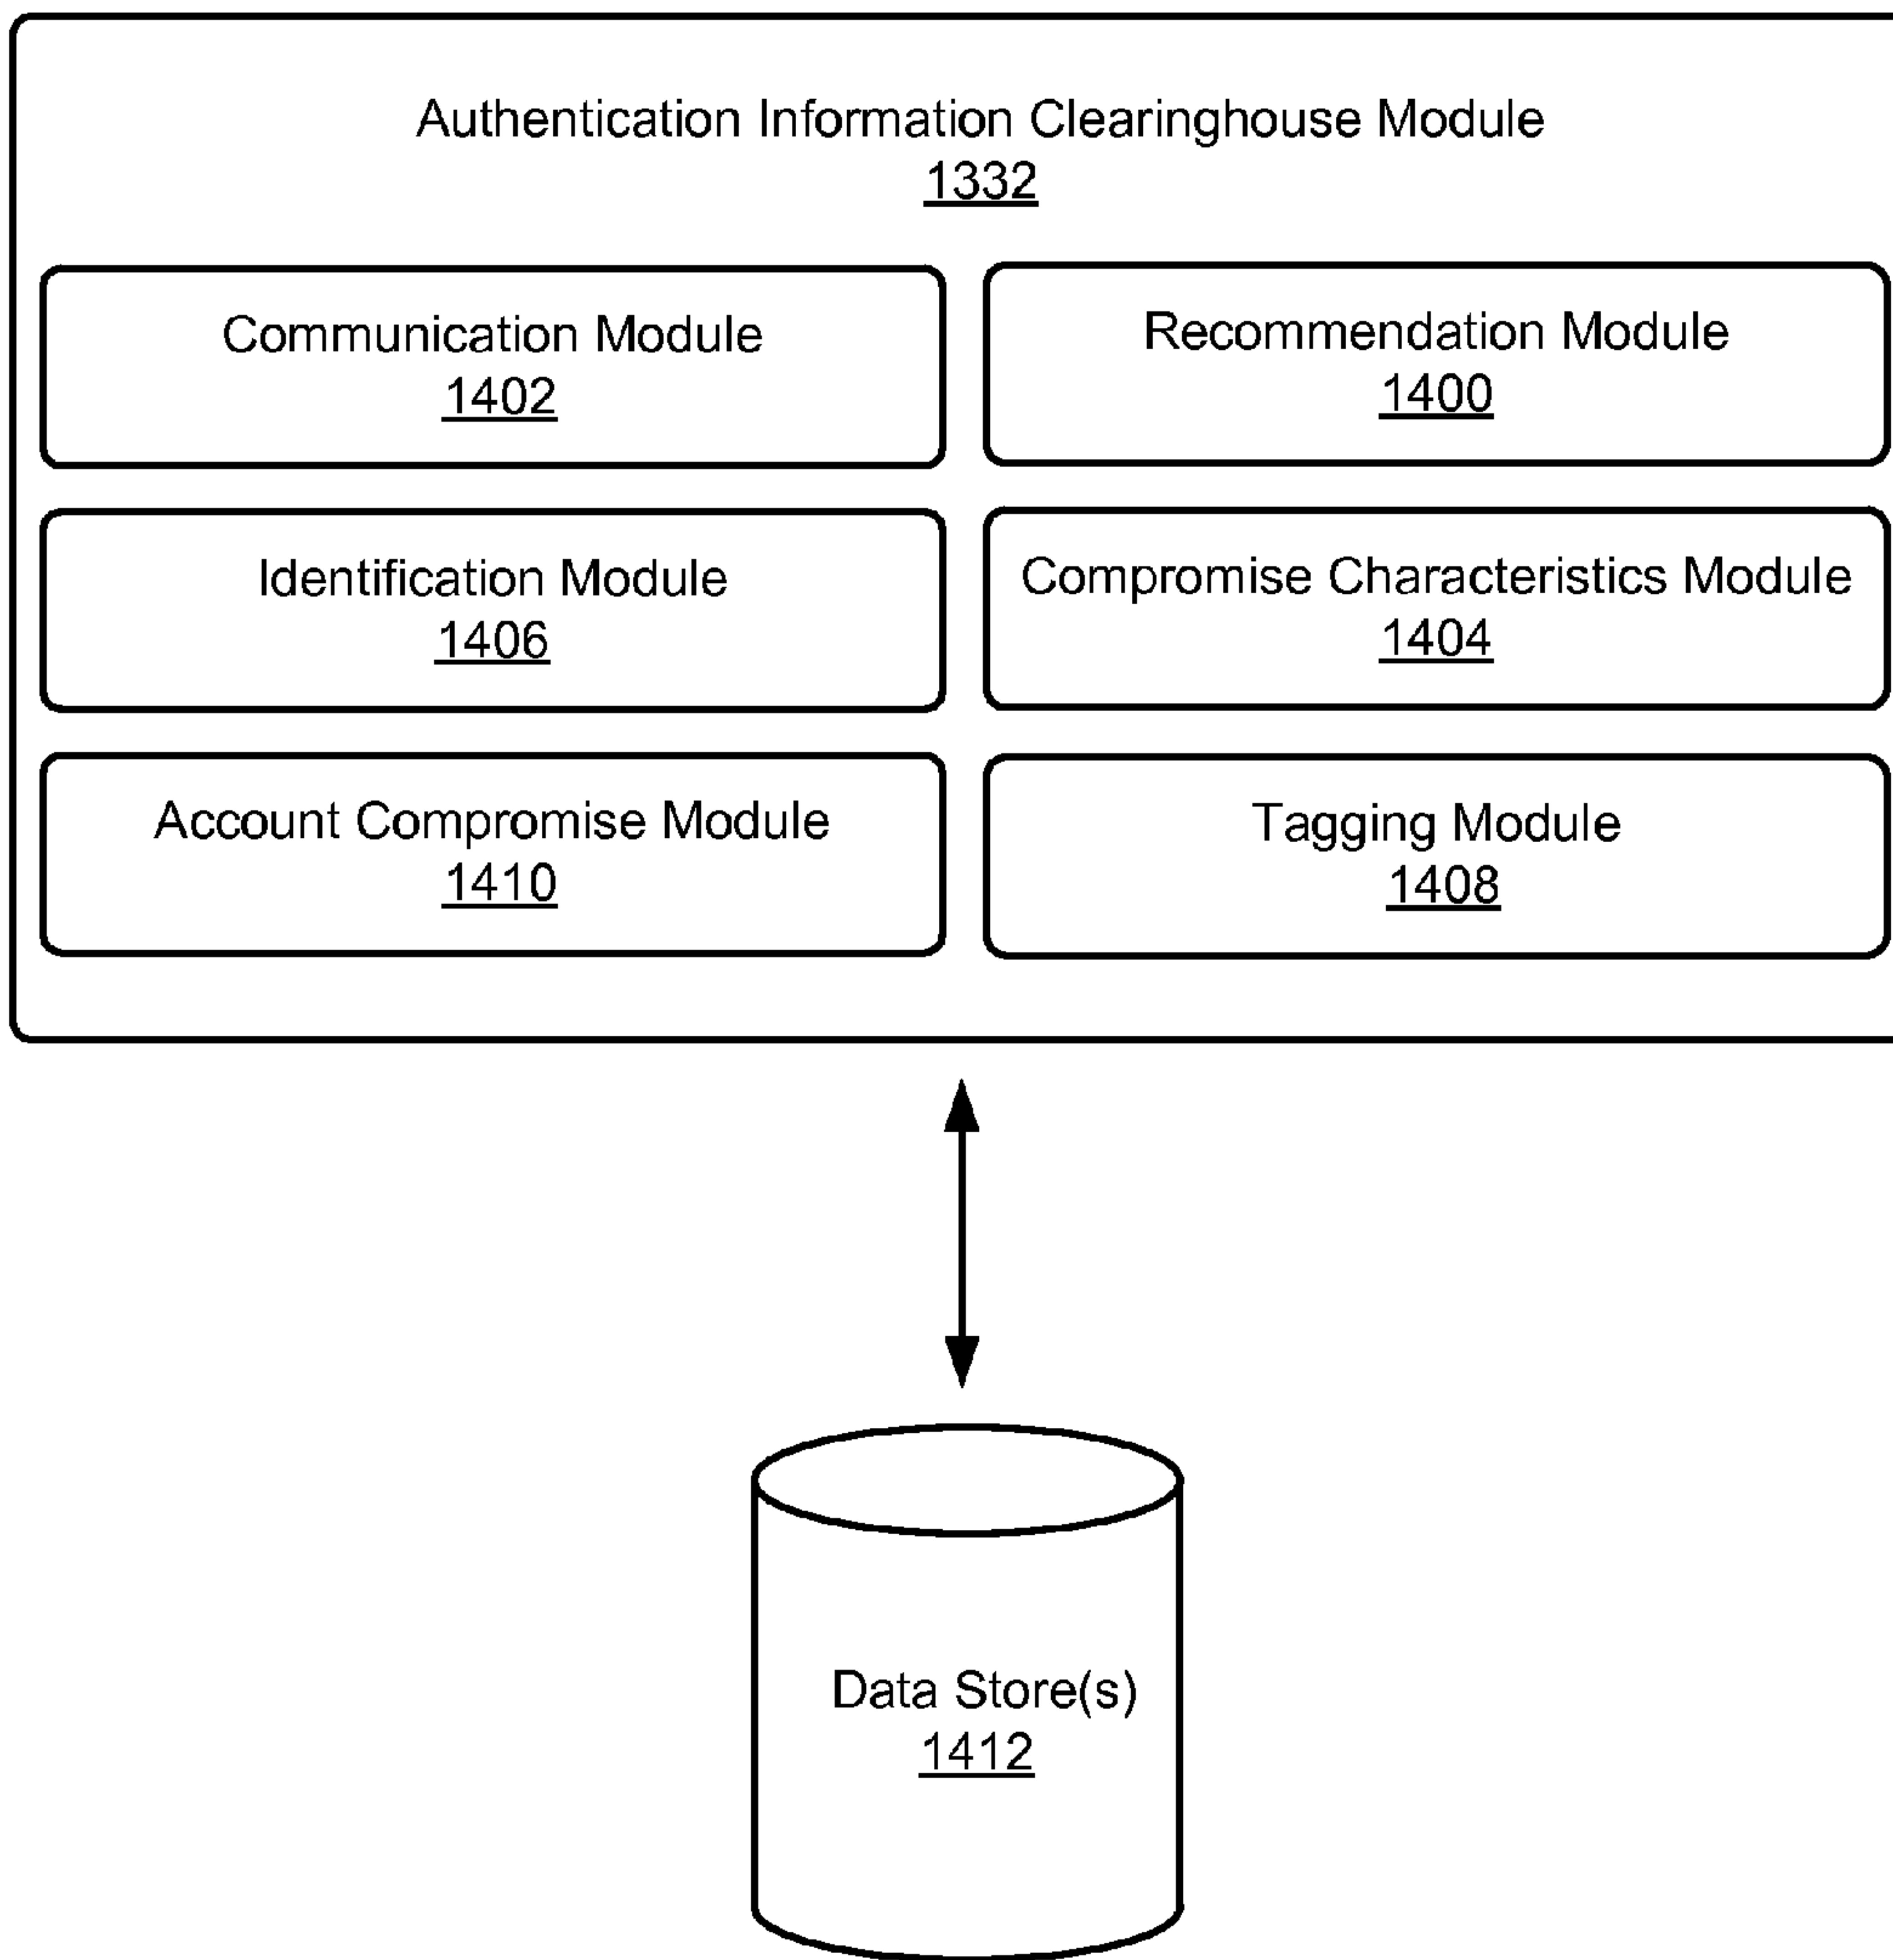 Authentication Information Clearinghouse Module
1332
Communication Module
1402
Recommendation Module
1400
Identification Module
1406
Compromise Characteristics Module
1404
Account Compromise Module
1410
Tagging Module
1408
Data Store(s)
1412